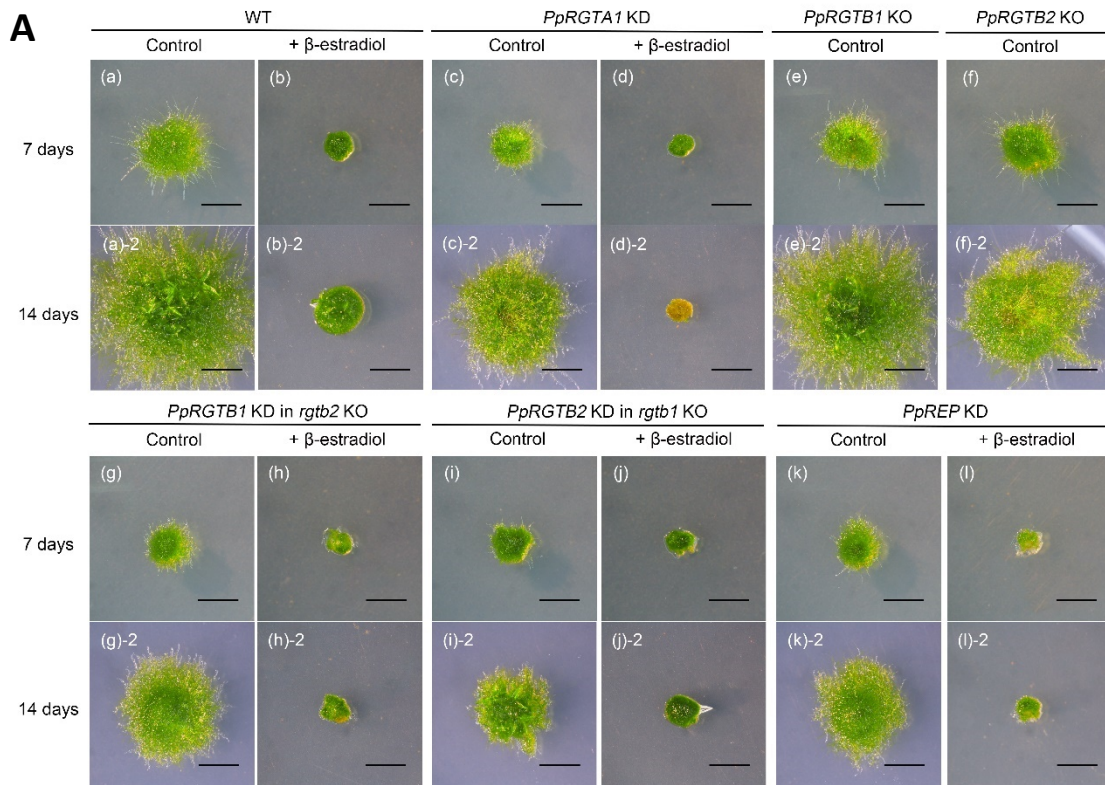 A
WT PpRGTA1 KD PpRGTB1 KO PpRGTB2 KO
Control + β-estradiol Control + β-estradiol Control Control
(a) (b) (c) (d) (e) (f)
7 days
(a)-2 (b)-2 (c)-2 (d)-2 (e)-2 (f)-2
14 days
PpRGTB1 KD in rgtb2 KO PpRGTB2 KD in rgtb1 KO PpREP KD
Control + β-estradiol Control + β-estradiol Control + β-estradiol
(g) (h) (i) (j) (k) (l)
7 days
(g)-2 (h)-2 (i)-2 (j)-2 (k)-2 (l)-2
14 days